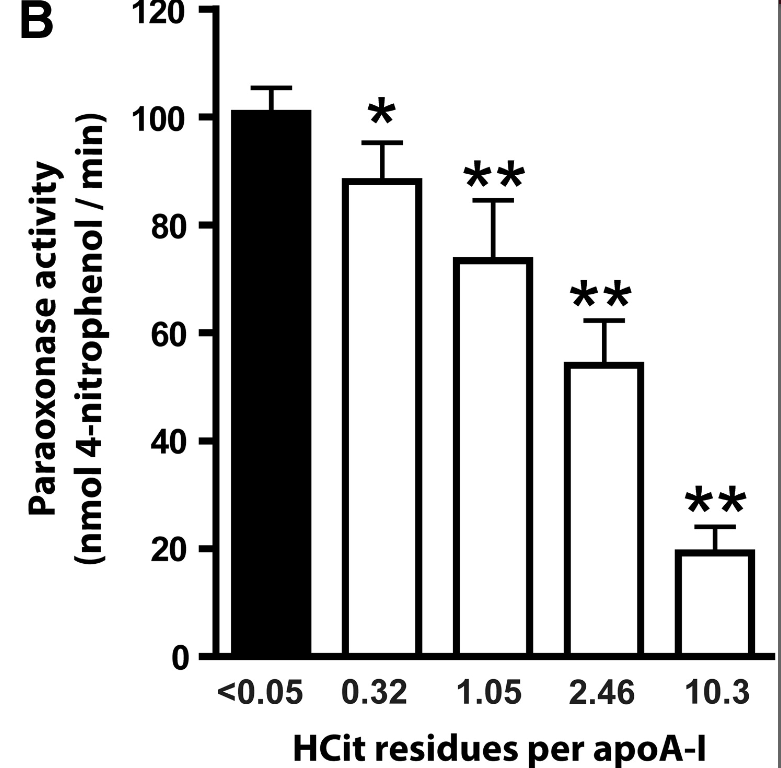 B
Paraoxonase activity
(nmol 4-nitrophenol / min)
120
100
80
60
40
20
0
*
**
**
**
<0.05 0.32 1.05 2.46 10.3
HCit residues per apoA-I